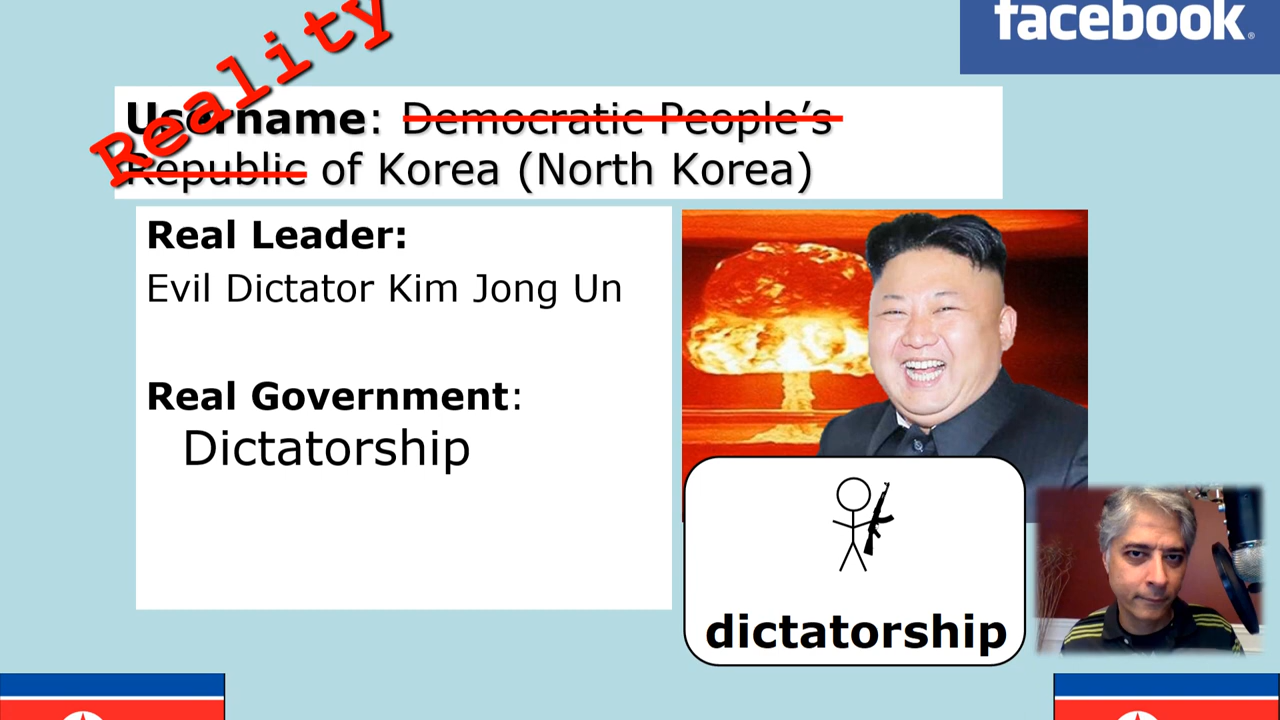 Reality
facebook®
Username: Democratic People’s
Republic of Korea (North Korea)
Real Leader:
Evil Dictator Kim Jong Un
Real Government:
Dictatorship
dictatorship